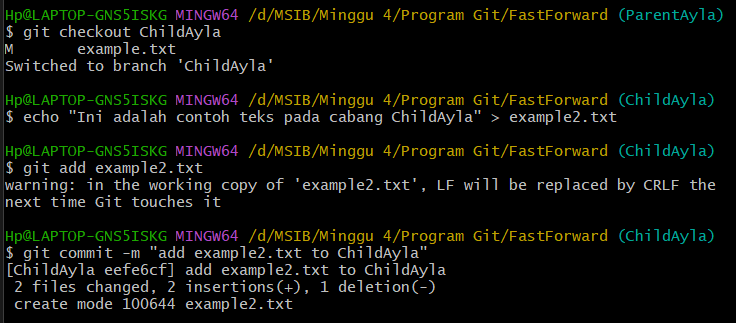 Hp@LAPTOP-GNS5ISKG MINGW64 /d/MSIB/Minggu 4/Program Git/FastForward (ParentAyla)
$ git checkout ChildAyla
M       example.txt
Switched to branch 'ChildAyla'
Hp@LAPTOP-GNS5ISKG MINGW64 /d/MSIB/Minggu 4/Program Git/FastForward (ChildAyla)
$ echo "Ini adalah contoh teks pada cabang ChildAyla" > example2.txt
Hp@LAPTOP-GNS5ISKG MINGW64 /d/MSIB/Minggu 4/Program Git/FastForward (ChildAyla)
$ git add example2.txt
warning: in the working copy of 'example2.txt', LF will be replaced by CRLF the
next time Git touches it
Hp@LAPTOP-GNS5ISKG MINGW64 /d/MSIB/Minggu 4/Program Git/FastForward (ChildAyla)
$ git commit -m "add example2.txt to ChildAyla"
[ChildAyla eefe6cf] add example2.txt to ChildAyla
 2 files changed, 2 insertions(+), 1 deletion(-)
 create mode 100644 example2.txt